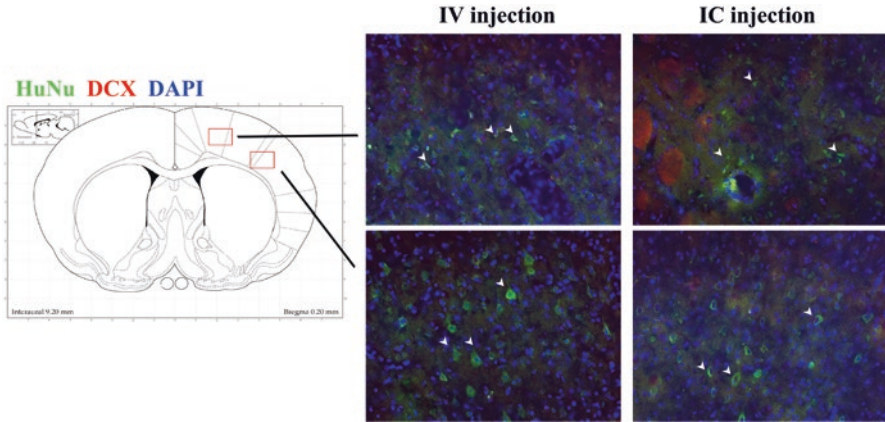 IV injection IC injection
HuNu DCX DAPI
Interaural 9.20 mm Bregma 0.20 mm